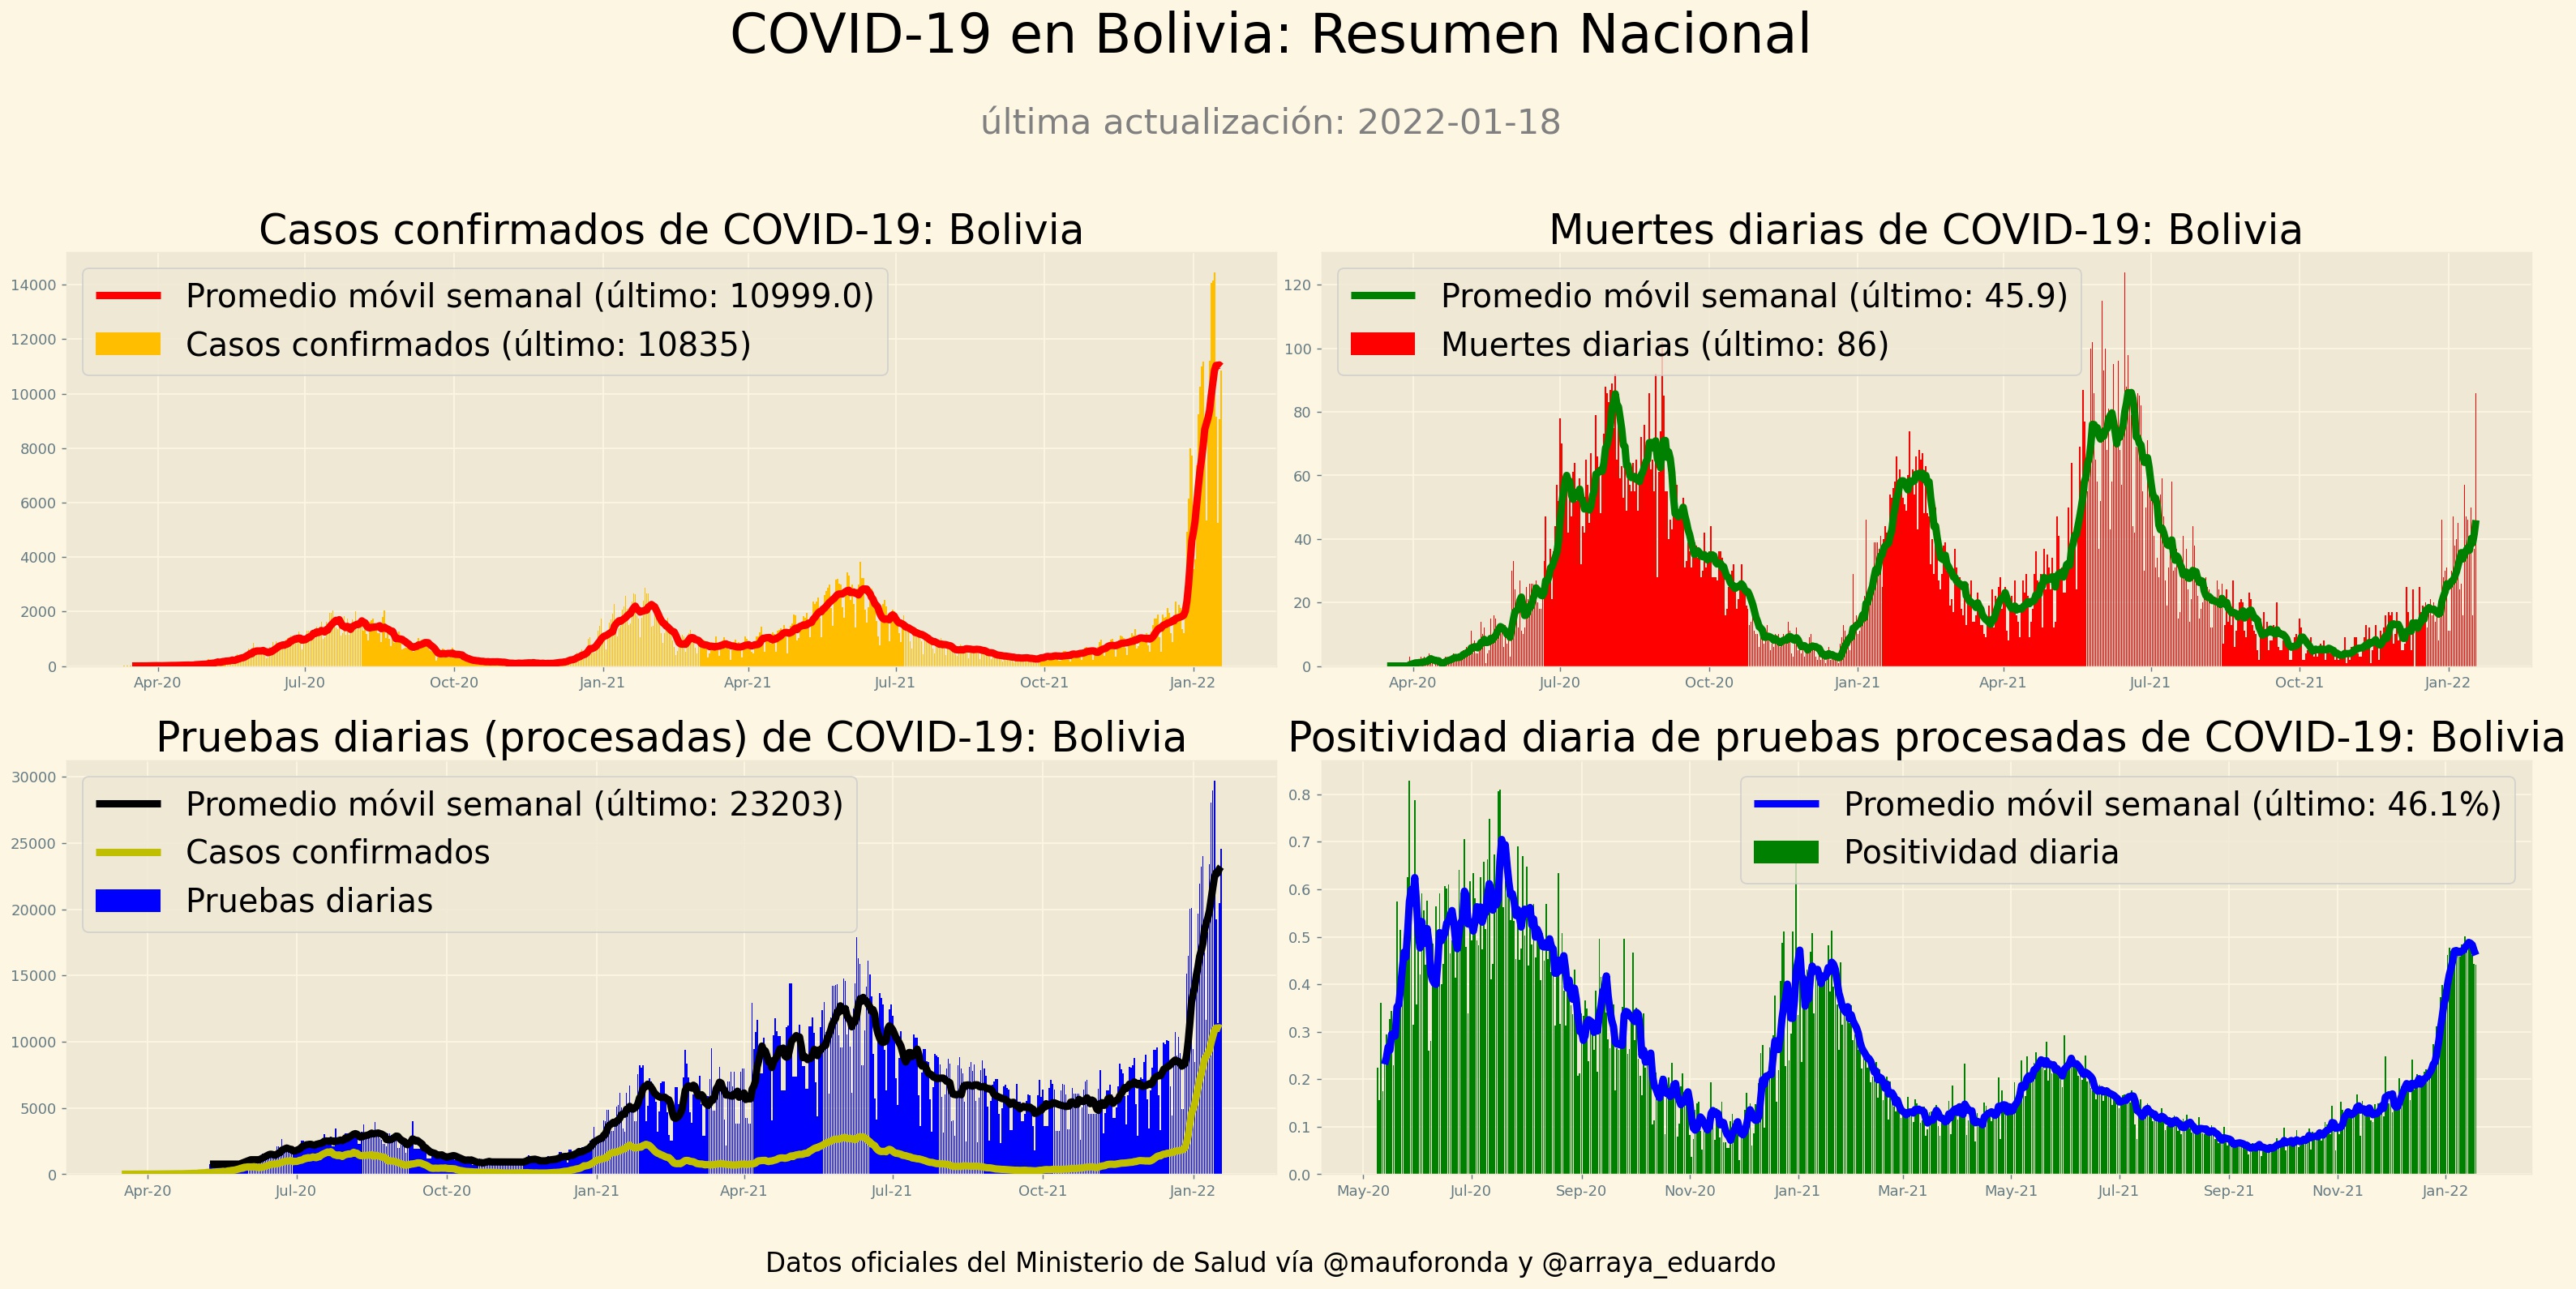 COVID-19 en Bolivia: Resumen Nacional
última actualización: 2022-01-18
Casos confirmados de COVID-19: Bolivia
Promedio móvil semanal (último: 10999.0)
Casos confirmados (último: 10835)
14000
12000
10000
8000
6000
4000
2000
0
Apr-20 Jul-20 Oct-20 Jan-21 Apr-21 Jul-21 Oct-21 Jan-22
Muertes diarias de COVID-19: Bolivia
Promedio móvil semanal (último: 45.9)
Muertes diarias (último: 86)
120
100
80
60
40
20
0
Apr-20 Jul-20 Oct-20 Jan-21 Apr-21 Jul-21 Oct-21 Jan-22
Pruebas diarias (procesadas) de COVID-19: Bolivia
Promedio móvil semanal (último: 23203)
Casos confirmados
Pruebas diarias
30000
25000
20000
15000
10000
5000
0
Apr-20 Jul-20 Oct-20 Jan-21 Apr-21 Jul-21 Oct-21 Jan-22
Positividad diaria de pruebas procesadas de COVID-19: Bolivia
Promedio móvil semanal (último: 46.1%)
Positividad diaria
0.8
0.7
0.6
0.5
0.4
0.3
0.2
0.1
0.0
May-20 Jul-20 Sep-20 Nov-20 Jan-21 Mar-21 May-21 Jul-21 Sep-21 Nov-21 Jan-22
Datos oficiales del Ministerio de Salud vía @mauforonda y @arraya_eduardo